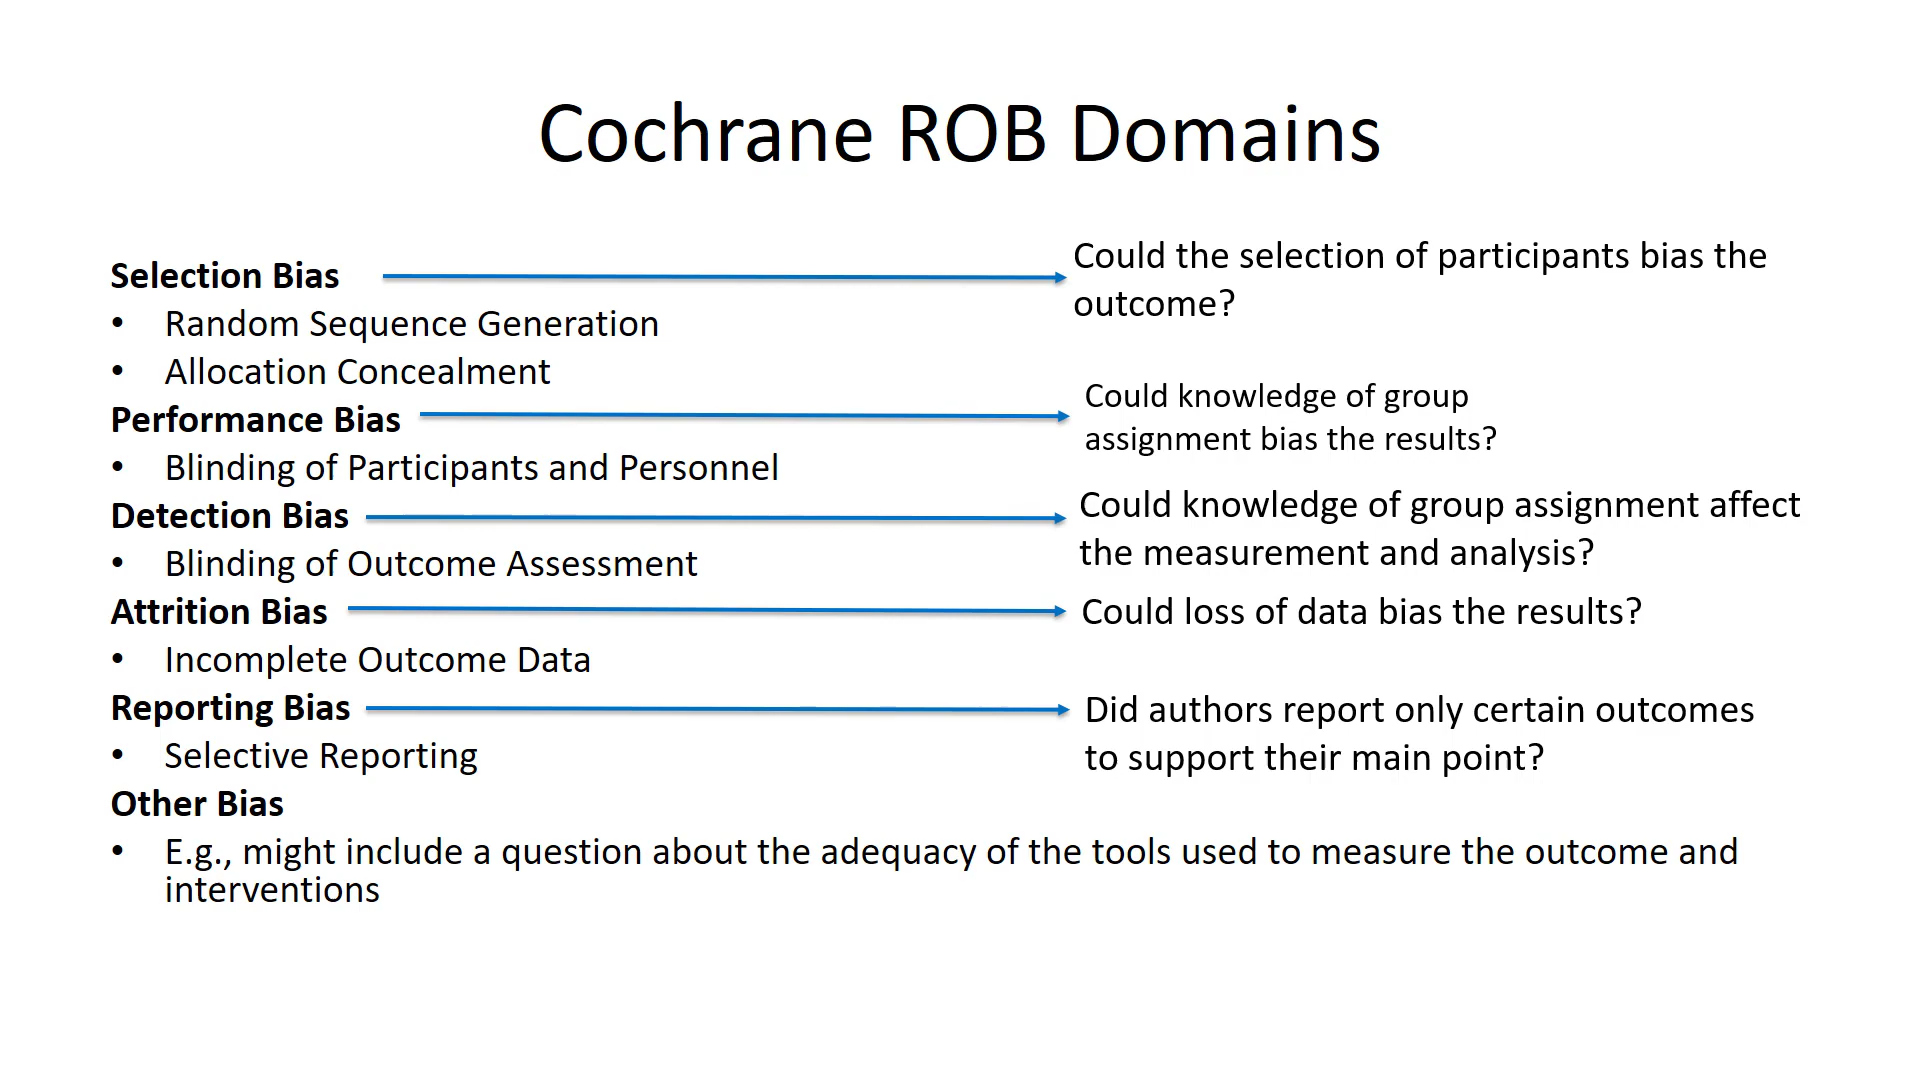 Cochrane ROB Domains
Selection Bias
Could the selection of participants bias the
outcome?
• Random Sequence Generation
• Allocation Concealment
Performance Bias
Could knowledge of group
assignment bias the results?
• Blinding of Participants and Personnel
Detection Bias
Could knowledge of group assignment affect
the measurement and analysis?
• Blinding of Outcome Assessment
Attrition Bias
Could loss of data bias the results?
• Incomplete Outcome Data
Reporting Bias
Did authors report only certain outcomes
to support their main point?
• Selective Reporting
Other Bias
• E.g., might include a question about the adequacy of the tools used to measure the outcome and
interventions